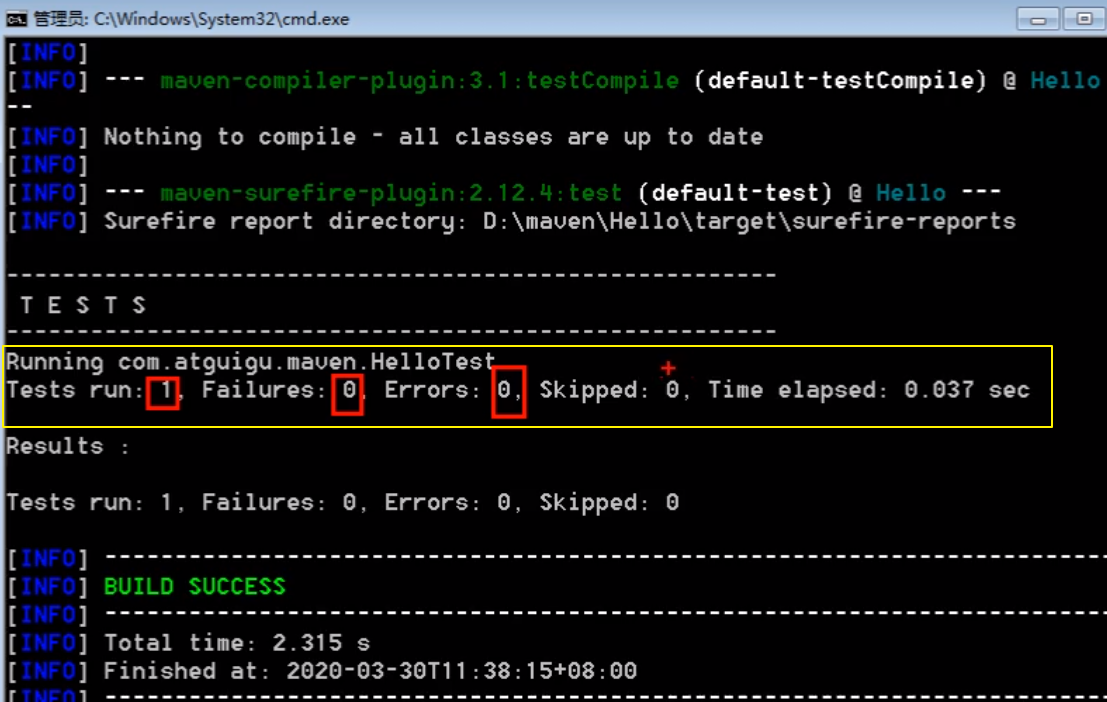 管理员: C:\Windows\System32\cmd.exe
[INFO]
[INFO] --- maven-compiler-plugin:3.1:testCompile (default-testCompile) @ Hello
--
[INFO] Nothing to compile - all classes are up to date
[INFO]
[INFO] --- maven-surefire-plugin:2.12.4:test (default-test) @ Hello ---
[INFO] Surefire report directory: D:\maven\Hello\target\surefire-reports
-------------------------------------------------------
T E S T S
-------------------------------------------------------
Running com.atguigu.maven.HelloTest
Tests run: 1, Failures: 0, Errors: 0, Skipped: 0, Time elapsed: 0.037 sec
Results :
Tests run: 1, Failures: 0, Errors: 0, Skipped: 0
[INFO] ------------------------------------------------------------------------
[INFO] BUILD SUCCESS
[INFO] ------------------------------------------------------------------------
[INFO] Total time: 2.315 s
[INFO] Finished at: 2020-03-30T11:38:15+08:00
[INFO] ------------------------------------------------------------------------